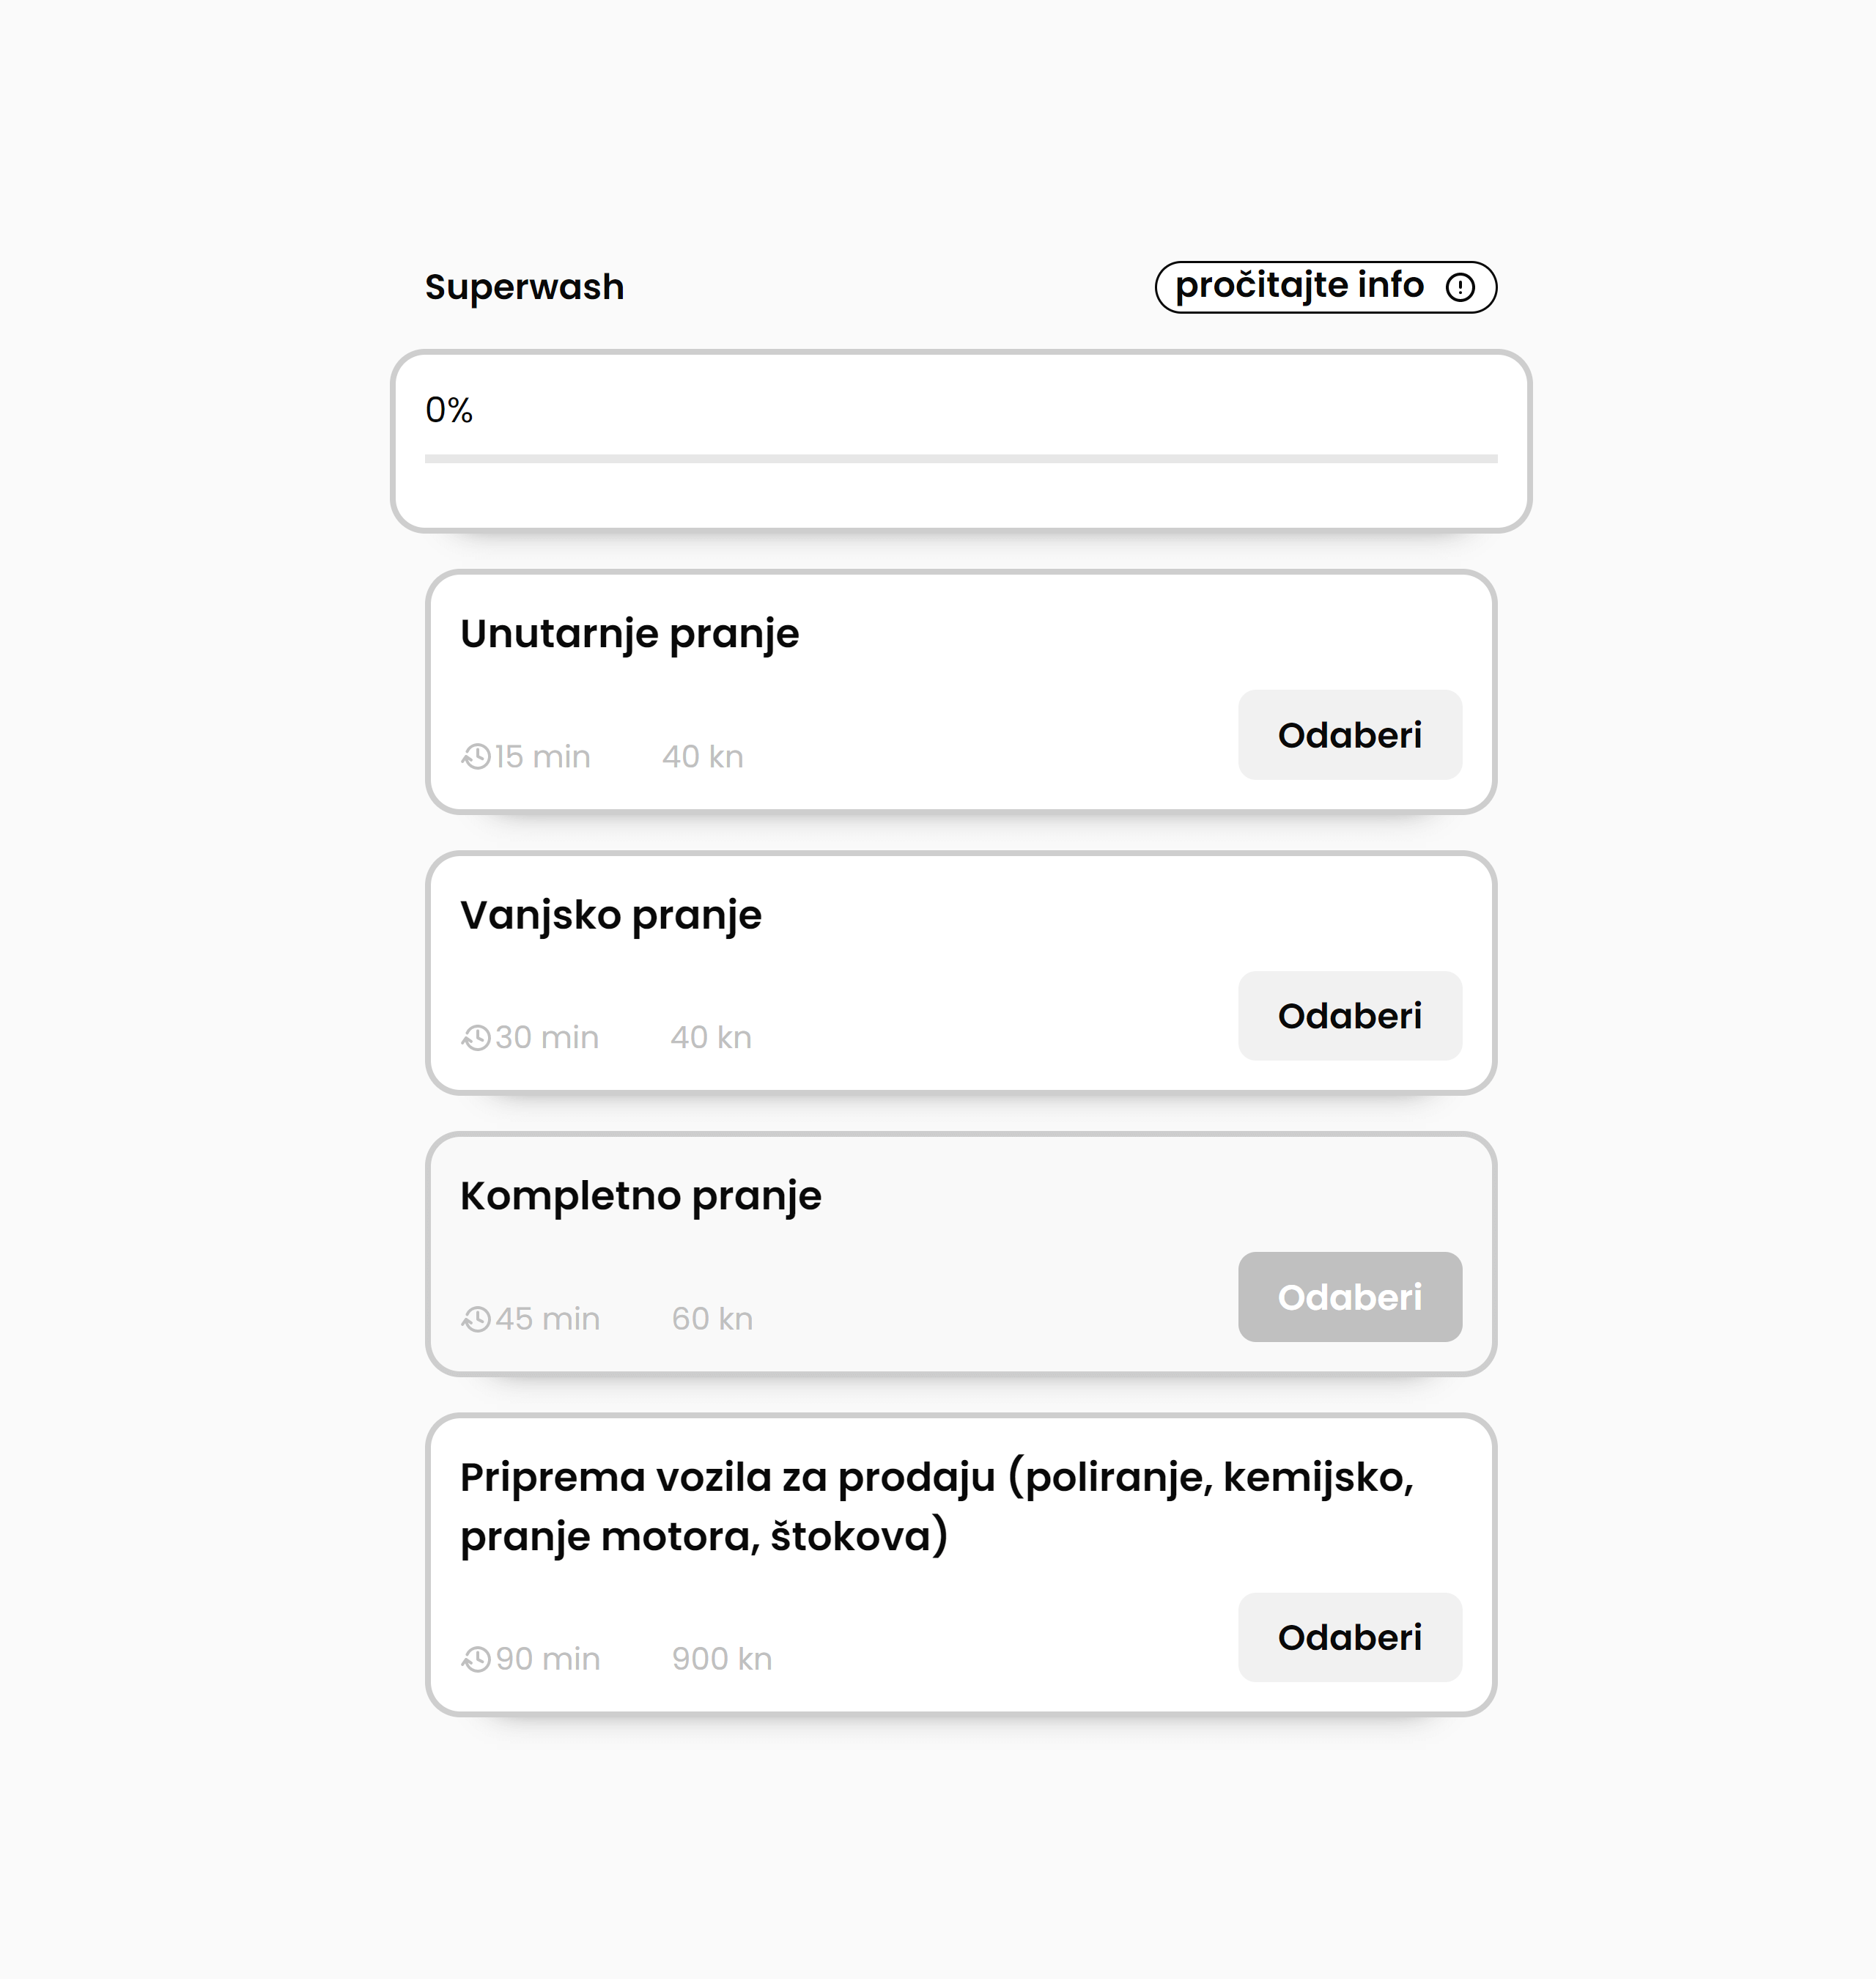 Superwash
pročitajte info
0%
Unutarnje pranje
15 min 40 kn
Odaberi
Vanjsko pranje
30 min 40 kn
Odaberi
Kompletno pranje
45 min 60 kn
Odaberi
Priprema vozila za prodaju (poliranje, kemijsko,
pranje motora, štokova)
90 min 900 kn
Odaberi